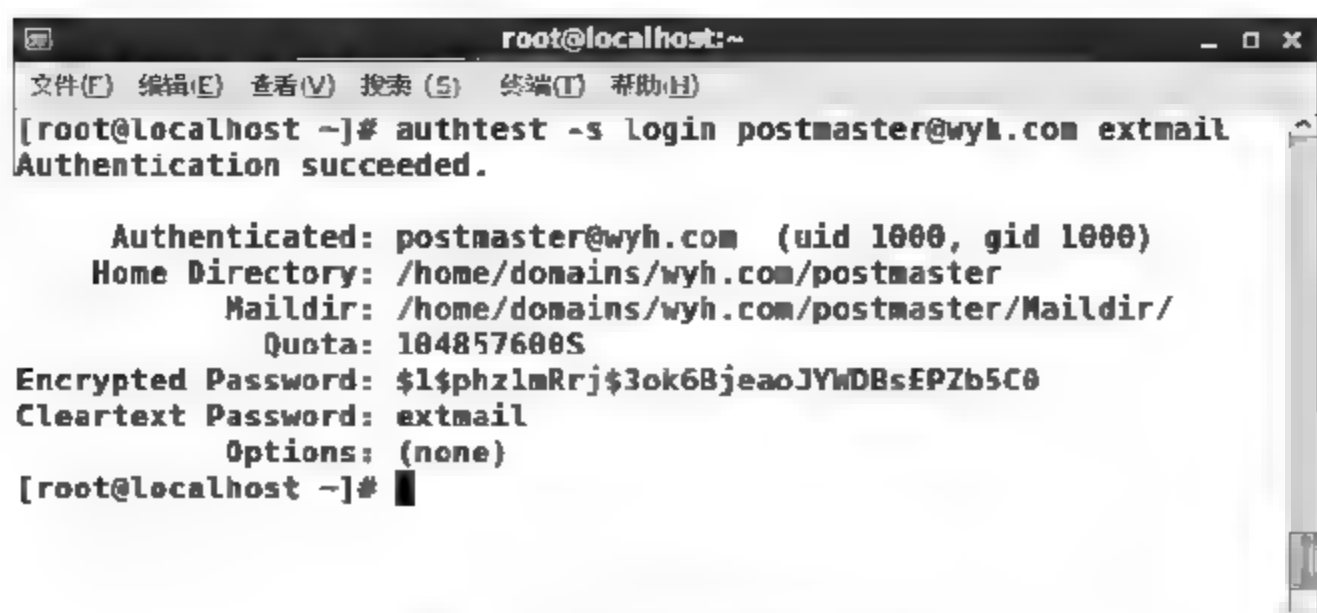 root@localhost:~
文件(F) 编辑(E) 查看(V) 搜索 (S) 终端(T) 帮助(H)
[root@localhost ~]# authtest -s login postmaster@wyh.com extmail
Authentication succeeded.
Authenticated: postmaster@wyh.com (uid 1000, gid 1000)
Home Directory: /home/domains/wyh.com/postmaster
Maildir: /home/domains/wyh.com/postmaster/Maildir/
Quota: 104857600S
Encrypted Password: $1$phz1mRrj$3ok6BjeaoJYWDBsEPZb5C0
Cleartext Password: extmail
Options: (none)
[root@localhost ~]#